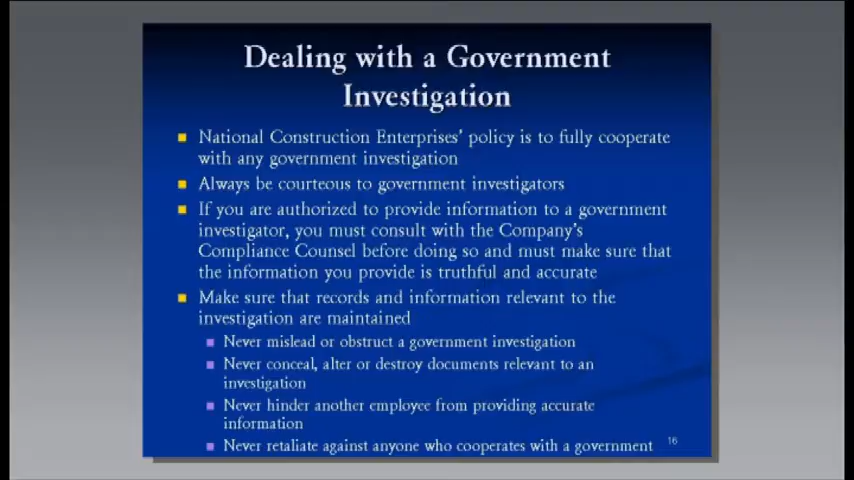 Dealing with a Government
Investigation
National Construction Enterprises' policy is to fully cooperate
with any government investigation
Always be courteous to government investigators
If you are authorized to provide information to a government
investigator, you must consult with the Company's
Compliance Counsel before doing so and must make sure that
the information you provide is truthful and accurate
Make sure that records and information relevant to the
investigation are maintained
Never mislead or obstruct a government investigation
Never conceal, alter or destroy documents relevant to an
investigation
Never hinder another employee from providing accurate
information
Never retaliate against anyone who cooperates with a government
16